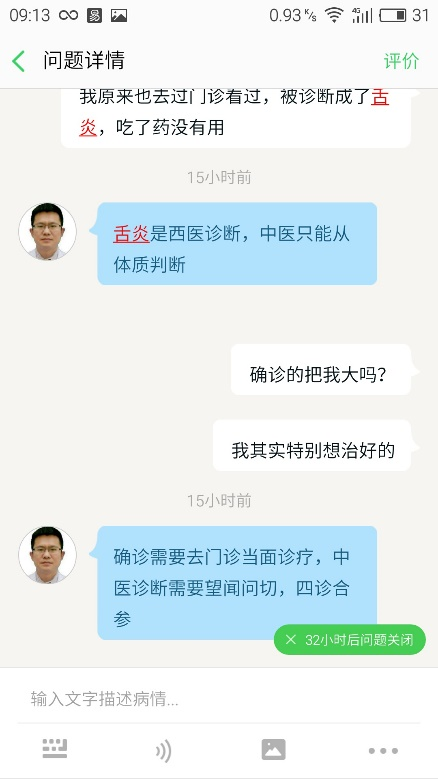 09:13
易
0.93 K/s
4G
31
问题详情
评价
我原来也去过门诊看过，被诊断成了舌
炎，吃了药没有用
15小时前
舌炎是西医诊断，中医只能从
体质判断
确诊的把我大吗？
我其实特别想治好的
15小时前
确诊需要去门诊当面诊疗，中
医诊断需要望闻问切，四诊合
参
32小时后问题关闭
输入文字描述病情...